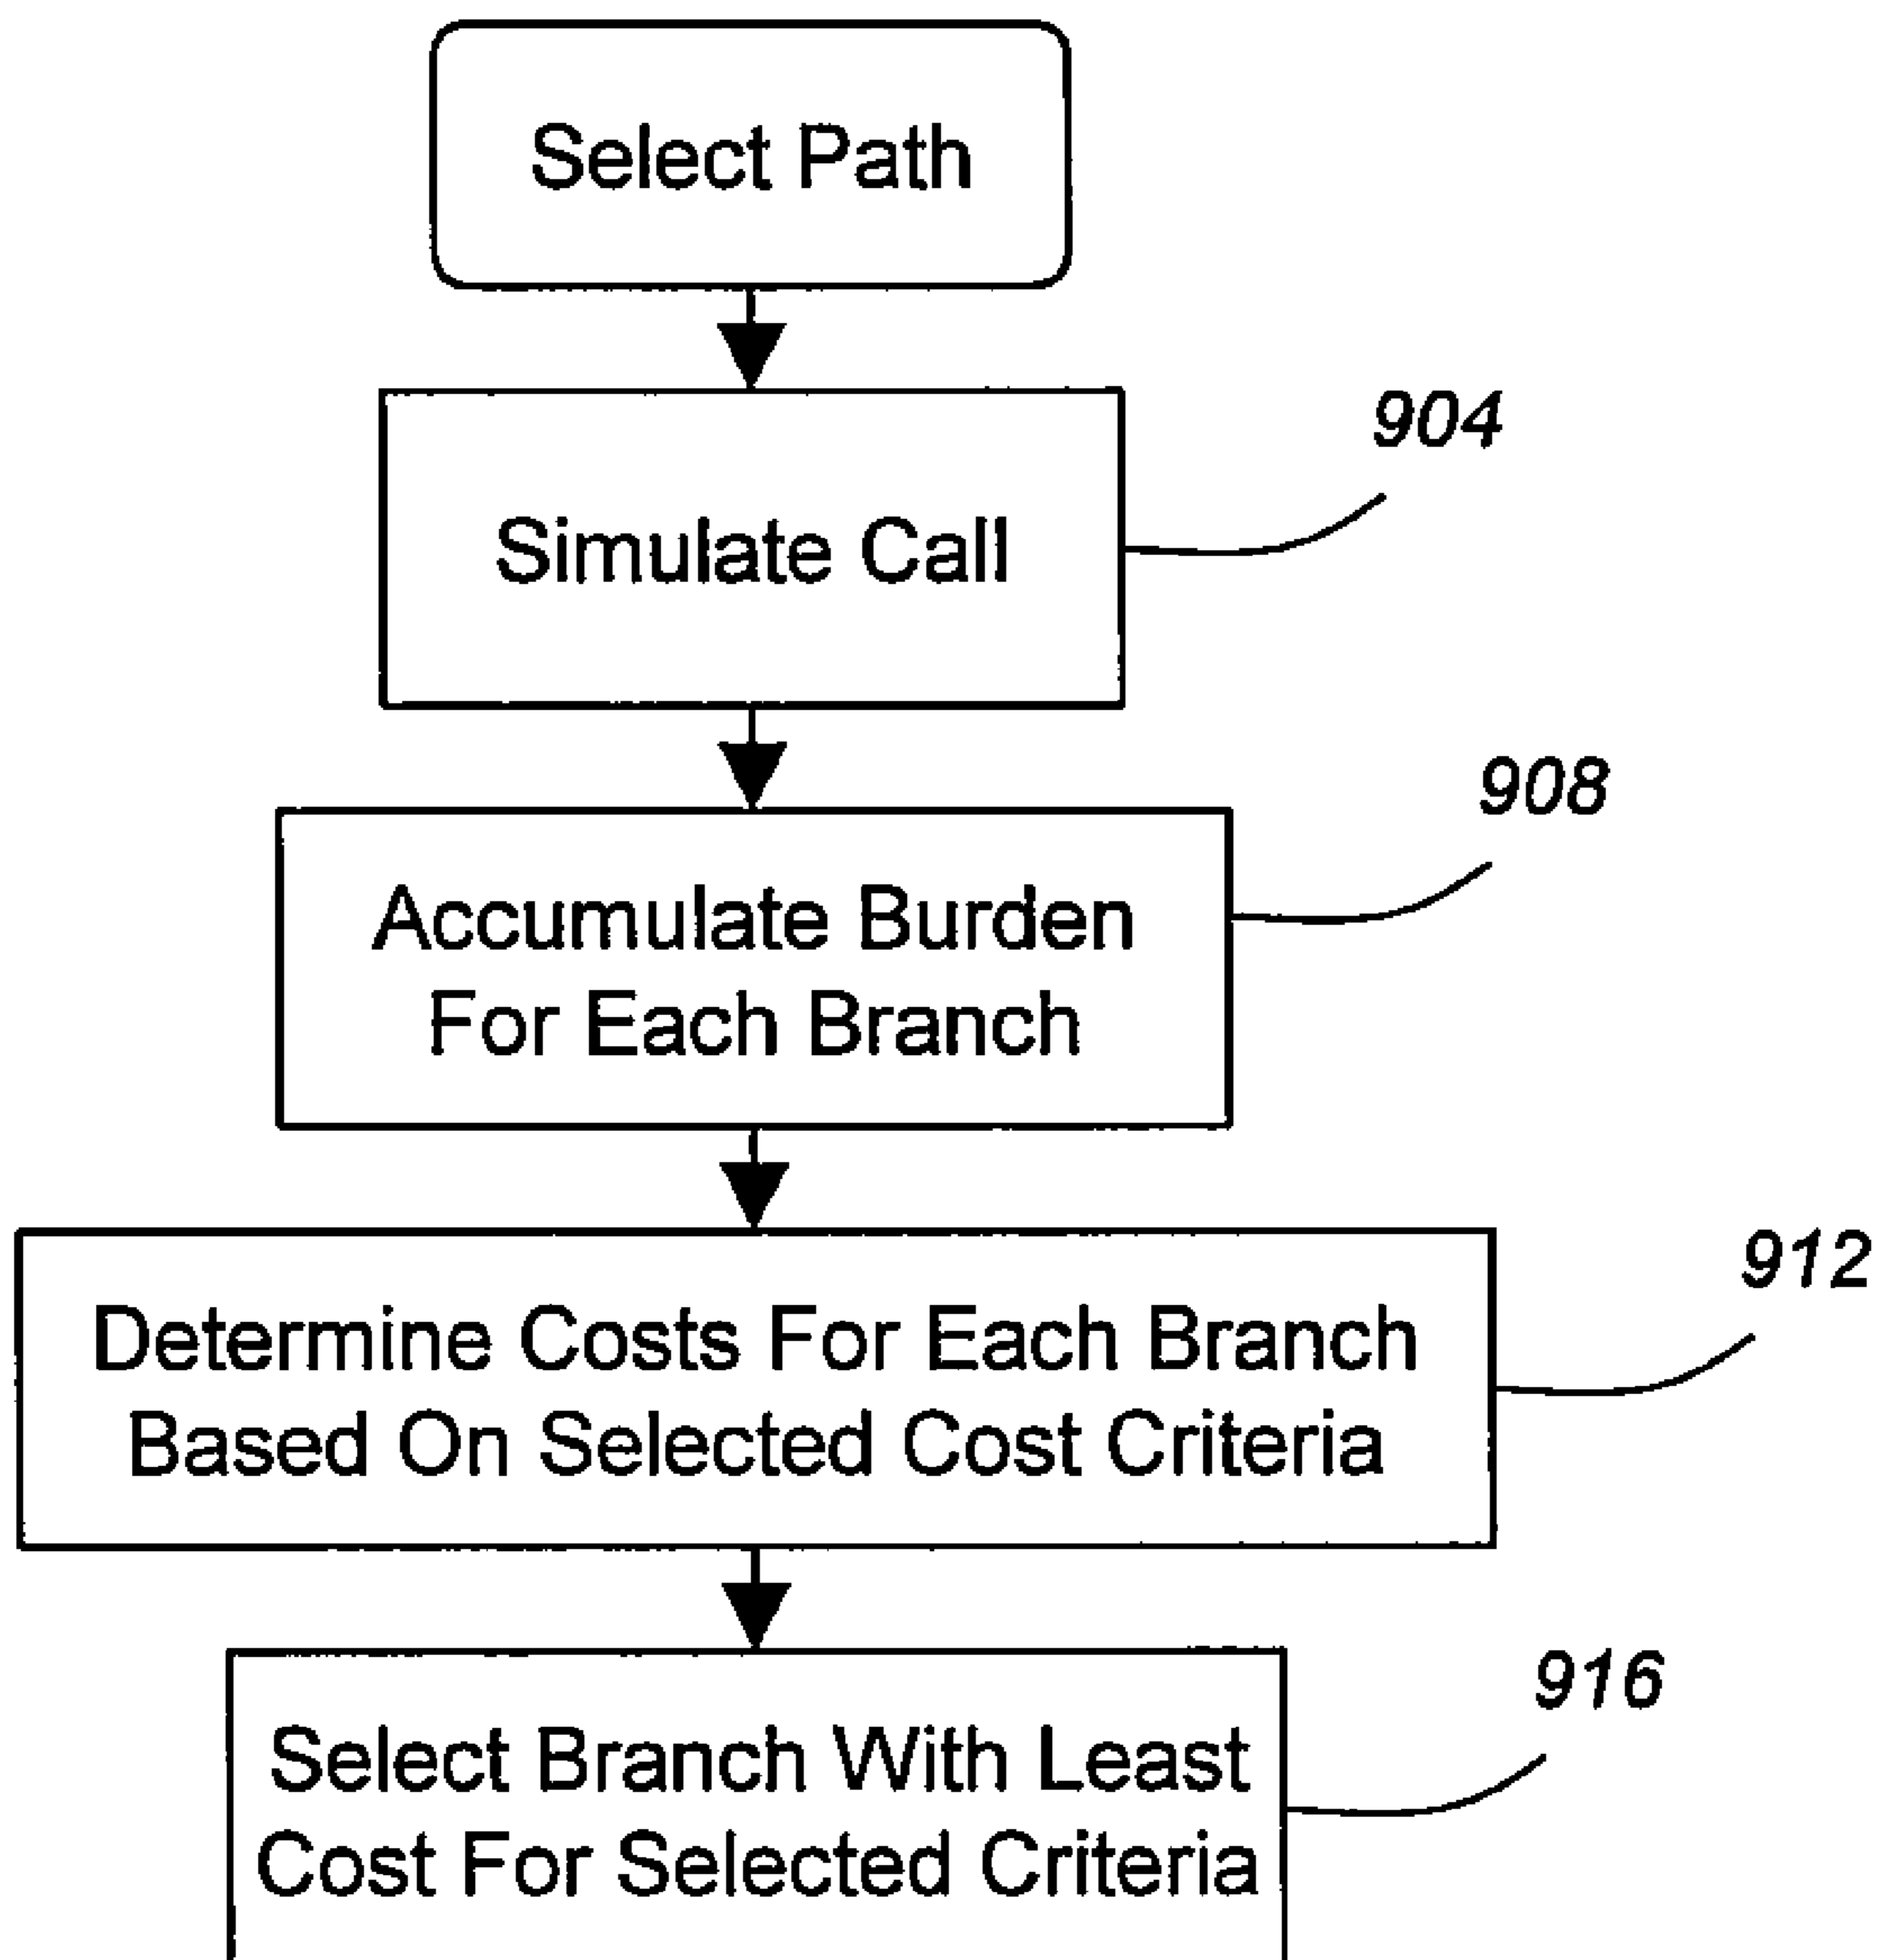 Select Path
904
Simulate Call
908
Accumulate Burden
For Each Branch
912
Determine Costs For Each Branch
Based On Selected Cost Criteria
916
Select Branch With Least
Cost For Selected Criteria